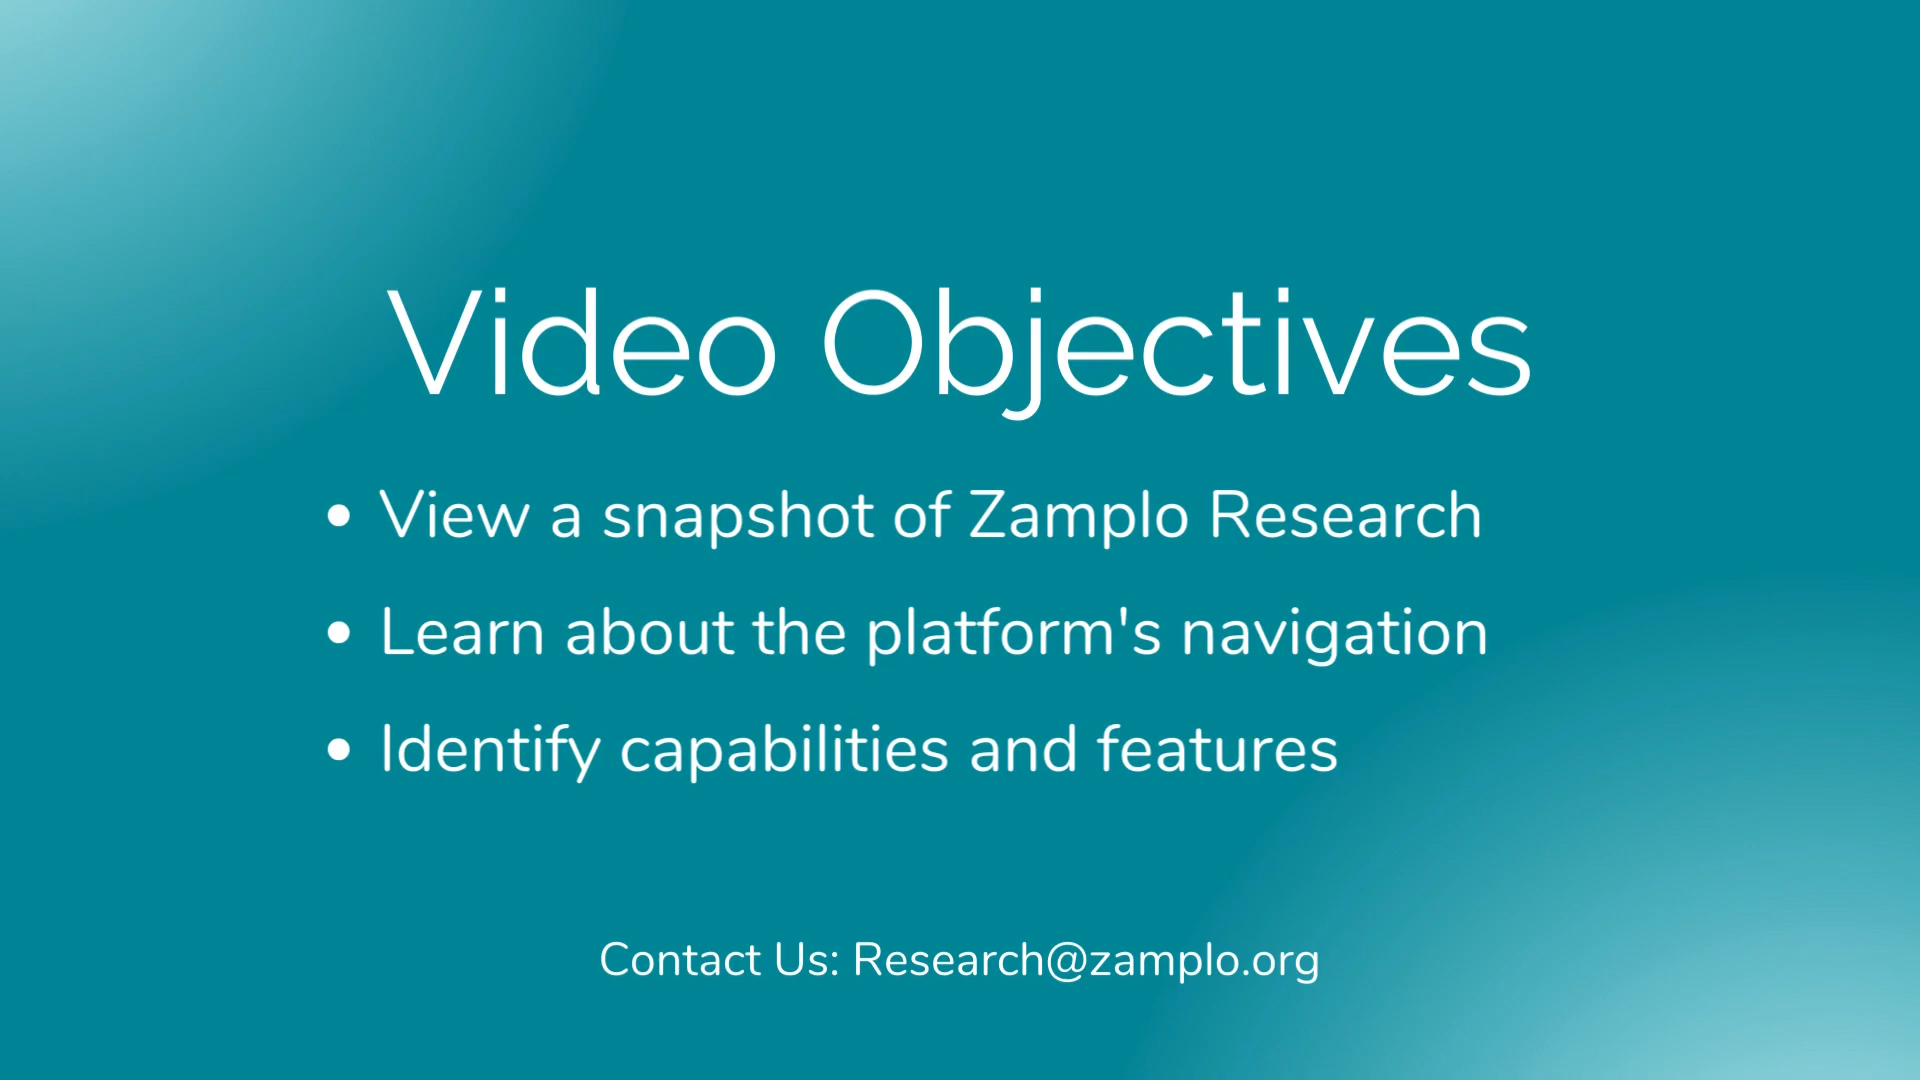 Video Objectives
• View a snapshot of Zamplo Research
• Learn about the platform's navigation
• Identify capabilities and features
Contact Us: Research@zamplo.org